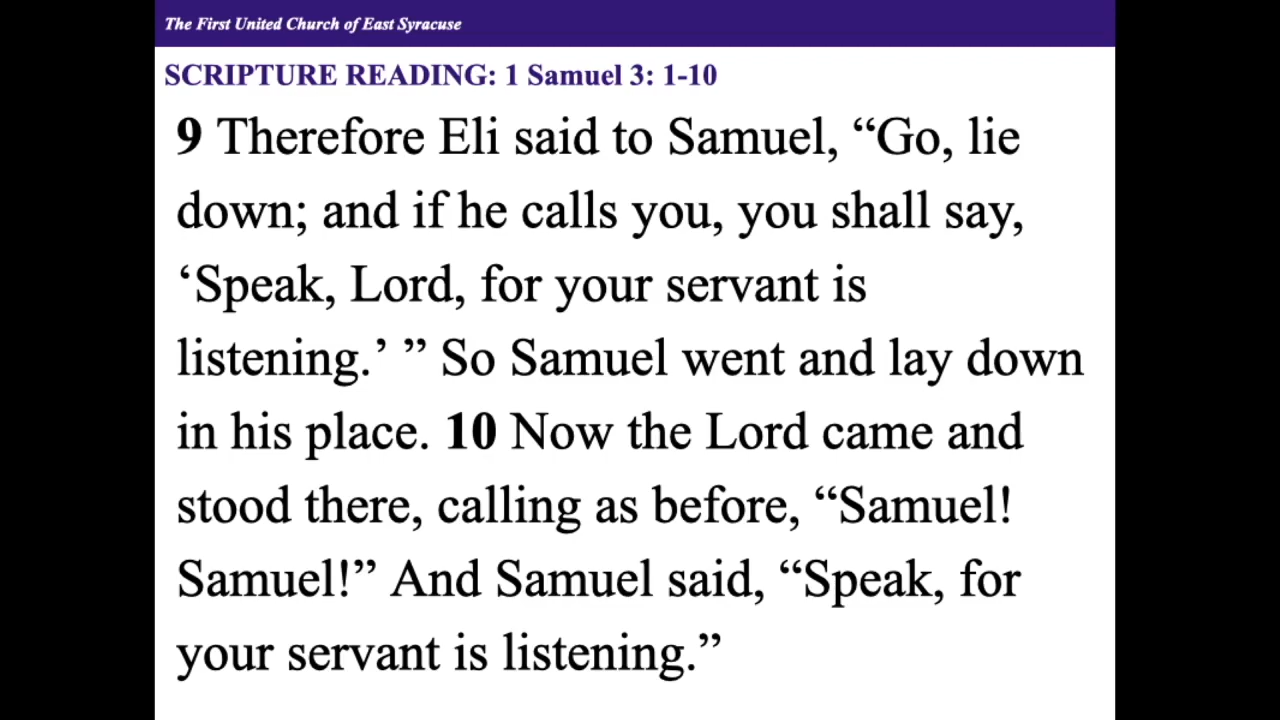 The First United Church of East Syracuse
SCRIPTURE READING: 1 Samuel 3: 1-10
9 Therefore Eli said to Samuel, “Go, lie
down; and if he calls you, you shall say,
‘Speak, Lord, for your servant is
listening.’ ” So Samuel went and lay down
in his place. 10 Now the Lord came and
stood there, calling as before, “Samuel!
Samuel!” And Samuel said, “Speak, for
your servant is listening.”